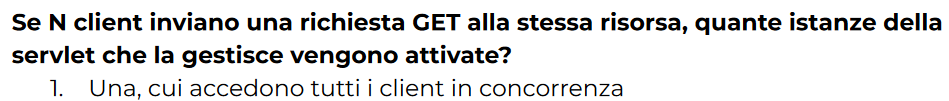 Se N client inviano una richiesta GET alla stessa risorsa, quante istanze della
servlet che la gestisce vengono attivate?
1. Una, cui accedono tutti i client in concorrenza